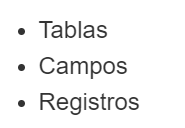 • Tablas
• Campos
• Registros